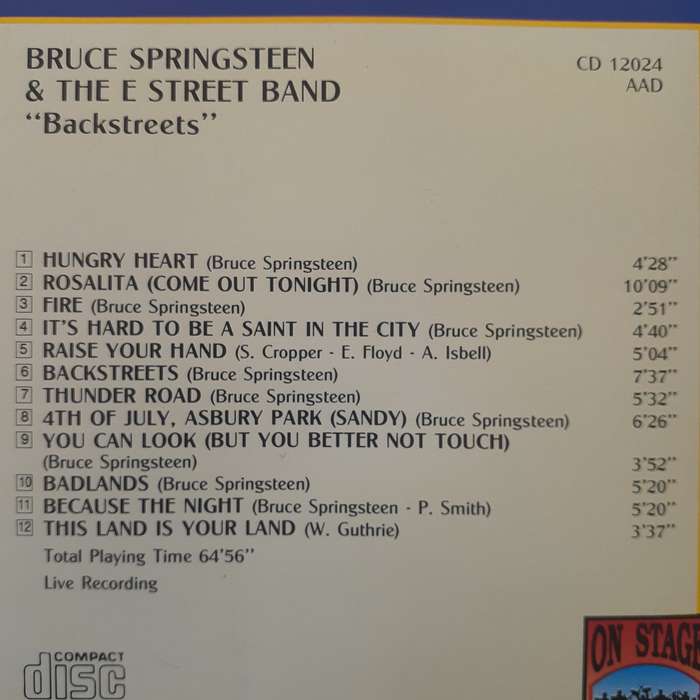 BRUCE SPRINGSTEEN CD 12024
& THE E STREET BAND AAD
“Backstreets”
1 HUNGRY HEART (Bruce Springsteen) 4'28"
2 ROSALITA (COME OUT TONIGHT) (Bruce Springsteen) 10'09"
3 FIRE (Bruce Springsteen) 2'51"
4 IT'S HARD TO BE A SAINT IN THE CITY (Bruce Springsteen) 4'40"
5 RAISE YOUR HAND (S. Cropper - E. Floyd - A. Isbell) 5'04"
6 BACKSTREETS (Bruce Springsteen) 7'37"
7 THUNDER ROAD (Bruce Springsteen) 5'32"
8 4TH OF JULY, ASBURY PARK (SANDY) (Bruce Springsteen) 6'26"
9 YOU CAN LOOK (BUT YOU BETTER NOT TOUCH)
(Bruce Springsteen) 3'52"
10 BADLANDS (Bruce Springsteen) 5'20"
11 BECAUSE THE NIGHT (Bruce Springsteen - P. Smith) 5'20"
12 THIS LAND IS YOUR LAND (W. Guthrie) 3'37"
Total Playing Time 64'56"
Live Recording
COMPACT
disc
ON STAGE